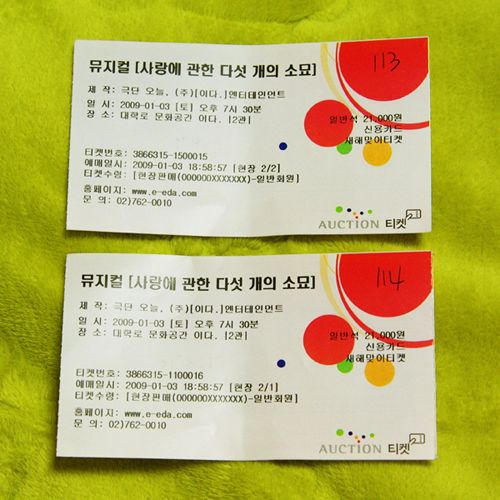 뮤지컬 [사랑에 관한 다섯 개의 소묘]
113
제 작: 극단 오늘, (주)[이다.]엔터테인먼트
일 시: 2009-01-03 [토] 오후 7시 30분
장 소: 대학로 문화공간 이다. [2관]
일반석 21,000원
신용카드
새해맞이티켓
티켓번호: 3866315-1500015
예매일시: 2009-01-03 18:58:57 [현장 2/2]
티켓수령: [현장판매(000000XXXXXXX)-일반회원]
홈페이지: www.e-eda.com
문 의: 02)762-0010
AUCTION 티켓
뮤지컬 [사랑에 관한 다섯 개의 소묘]
114
제 작: 극단 오늘, (주)[이다.]엔터테인먼트
일 시: 2009-01-03 [토] 오후 7시 30분
장 소: 대학로 문화공간 이다. [2관]
일반석 21,000원
신용카드
새해맞이티켓
티켓번호: 3866315-1100016
예매일시: 2009-01-03 18:58:57 [현장 2/1]
티켓수령: [현장판매(000000XXXXXXX)-일반회원]
홈페이지: www.e-eda.com
문 의: 02)762-0010
AUCTION 티켓